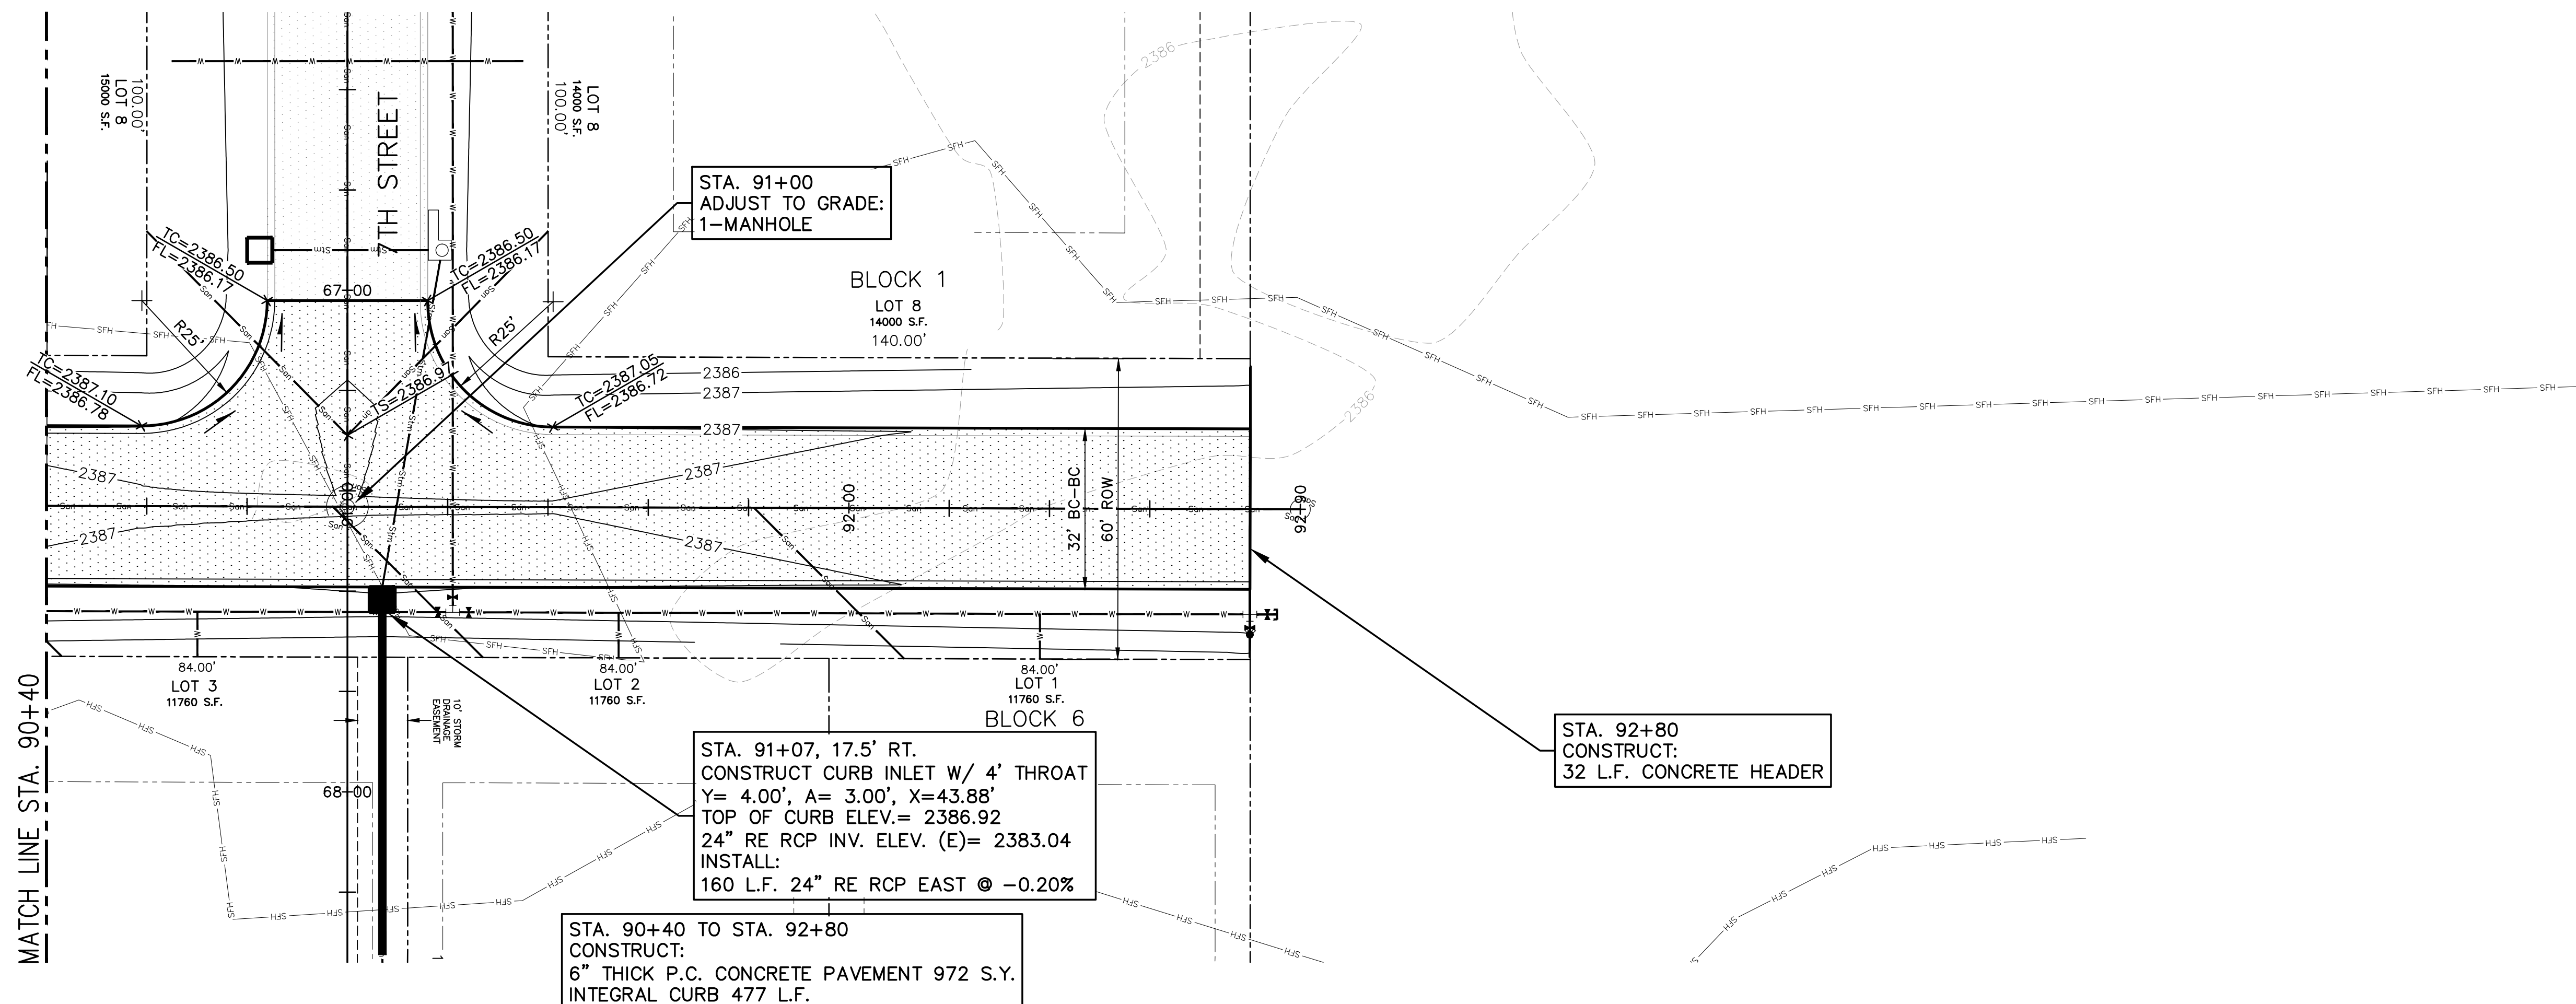 MATCH LINE STA. 90+40
100.00'
LOT 8
15000 S.F.
7TH STREET
LOT 8
14000 S.F.
100.00'
TC=2386.50
FL=2386.17
TC=2386.50
FL=2386.17
67+00
R25'
R25'
TC=2387.10
FL=2386.78
TC=2387.05
FL=2386.72
STA. 91+00
ADJUST TO GRADE:
1-MANHOLE
BLOCK 1
LOT 8
14000 S.F.
140.00'
2386
2386
2386
2387
2387
2387
2387
2387
2387
92+00
92+90
32' BC-BC
60' ROW
84.00'
LOT 3
11760 S.F.
84.00'
LOT 2
11760 S.F.
84.00'
LOT 1
11760 S.F.
BLOCK 6
10' STORM
DRAINAGE
EASEMENT
68+00
STA. 91+07, 17.5' RT.
CONSTRUCT CURB INLET W/ 4' THROAT
Y= 4.00', A= 3.00', X=43.88'
TOP OF CURB ELEV.= 2386.92
24" RE RCP INV. ELEV. (E)= 2383.04
INSTALL:
160 L.F. 24" RE RCP EAST @ -0.20%
STA. 92+80
CONSTRUCT:
32 L.F. CONCRETE HEADER
STA. 90+40 TO STA. 92+80
CONSTRUCT:
6" THICK P.C. CONCRETE PAVEMENT 972 S.Y.
INTEGRAL CURB 477 L.F.